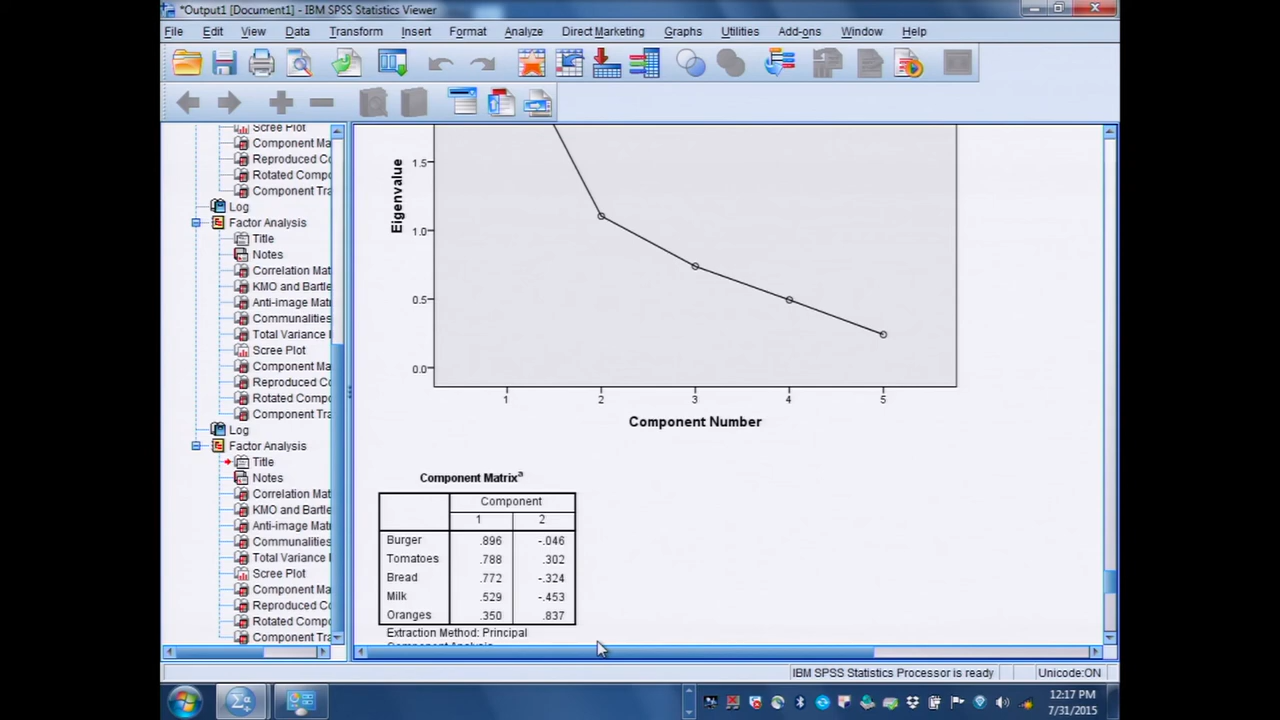 *Output1 [Document1] - IBM SPSS Statistics Viewer
File Edit View Data Transform Insert Format Analyze Direct Marketing Graphs Utilities Add-ons Window Help
Scree Plot
Component Ma
Reproduced Co
Rotated Compo
Component Tra
Log
Factor Analysis
Title
Notes
Correlation Mat
KMO and Bartle
Anti-image Matr
Communalities
Total Variance
Scree Plot
Component Ma
Reproduced Co
Rotated Compo
Component Tra
Log
Factor Analysis
Title
Notes
Correlation Mat
KMO and Bartle
Anti-image Matr
Communalities
Total Variance
Scree Plot
Component Ma
Reproduced Co
Rotated Compo
Component Tra
Eigenvalue
1.5
1.0
0.5
0.0
1 2 3 4 5
Component Number
Component Matrix a
Component
1 2
Burger .896 -.046
Tomatoes .788 .302
Bread .772 -.324
Milk .529 -.453
Oranges .350 .837
Extraction Method: Principal
Component Analysis.
IBM SPSS Statistics Processor is ready Unicode:ON
12:17 PM
7/31/2015